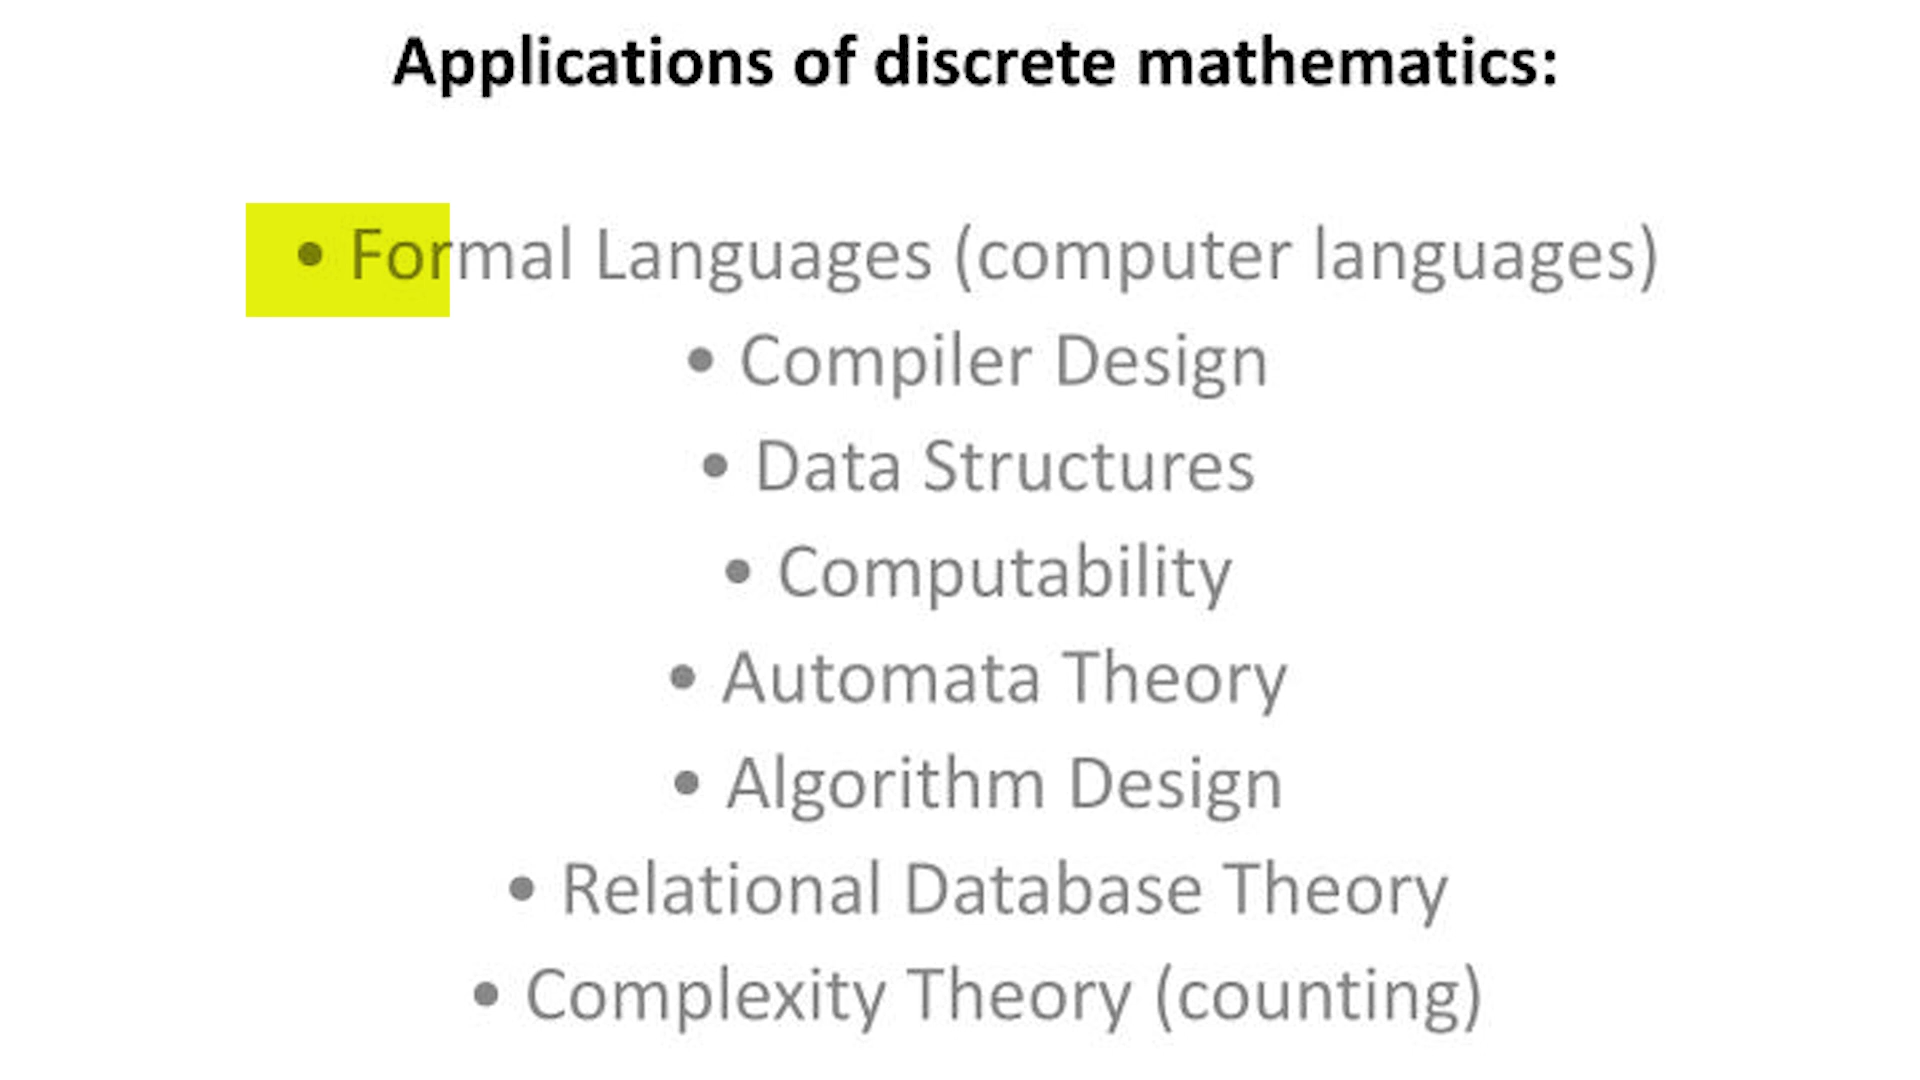 Applications of discrete mathematics:
• Formal Languages (computer languages)
• Compiler Design
• Data Structures
• Computability
• Automata Theory
• Algorithm Design
• Relational Database Theory
• Complexity Theory (counting)